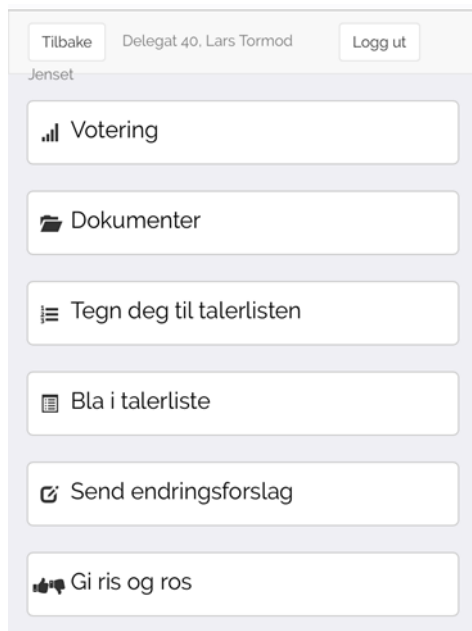 Tilbake Delegat 40, Lars Tormod Logg ut
Jenset
Votering
Dokumenter
Tegn deg til talerlisten
Bla i talerliste
Send endringsforslag
Gi ris og ros